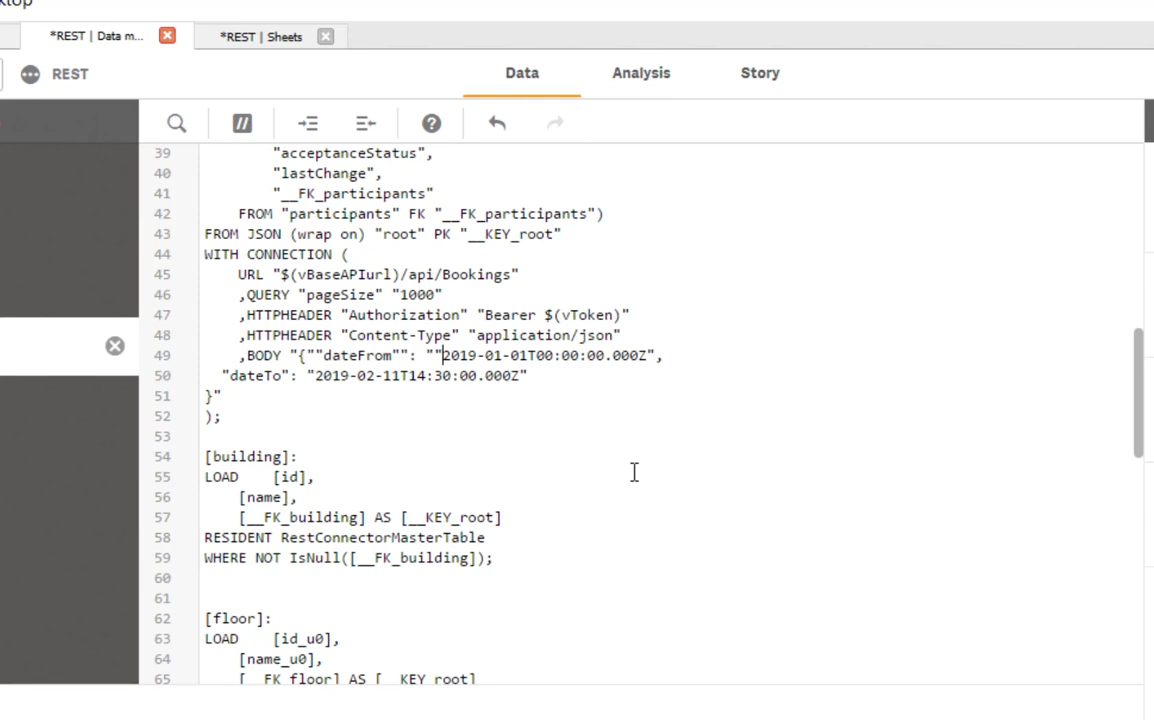 *REST | Data m...
*REST | Sheets
REST
Data
Analysis
Story
39 "acceptanceStatus",
40 "lastChange",
41 "__FK_participants"
42 FROM "participants" FK "__FK_participants")
43 FROM JSON (wrap on) "root" PK "__KEY_root"
44 WITH CONNECTION (
45 URL "$(vBaseAPIurl)/api/Bookings"
46 ,QUERY "pageSize" "1000"
47 ,HTTPHEADER "Authorization" "Bearer $(vToken)"
48 ,HTTPHEADER "Content-Type" "application/json"
49 ,BODY "{""dateFrom"": ""2019-01-01T00:00:00.000Z",
50 "dateTo": "2019-02-11T14:30:00.000Z"
51 }"
52 );
53
54 [building]:
55 LOAD [id],
56 [name],
57 [__FK_building] AS [__KEY_root]
58 RESIDENT RestConnectorMasterTable
59 WHERE NOT IsNull([__FK_building]);
60
61
62 [floor]:
63 LOAD [id_u0],
64 [name_u0],
65 [__FK_floor] AS [__KEY_root]